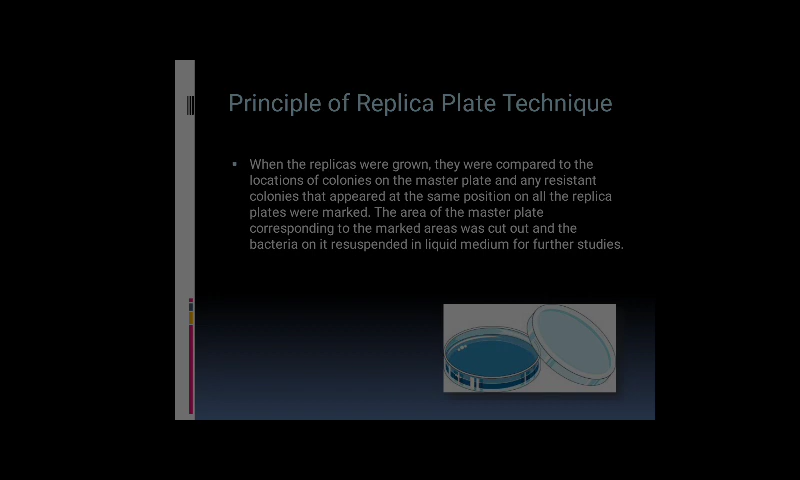 Principle of Replica Plate Technique
▪ When the replicas were grown, they were compared to the
locations of colonies on the master plate and any resistant
colonies that appeared at the same position on all the replica
plates were marked. The area of the master plate
corresponding to the marked areas was cut out and the
bacteria on it resuspended in liquid medium for further studies.